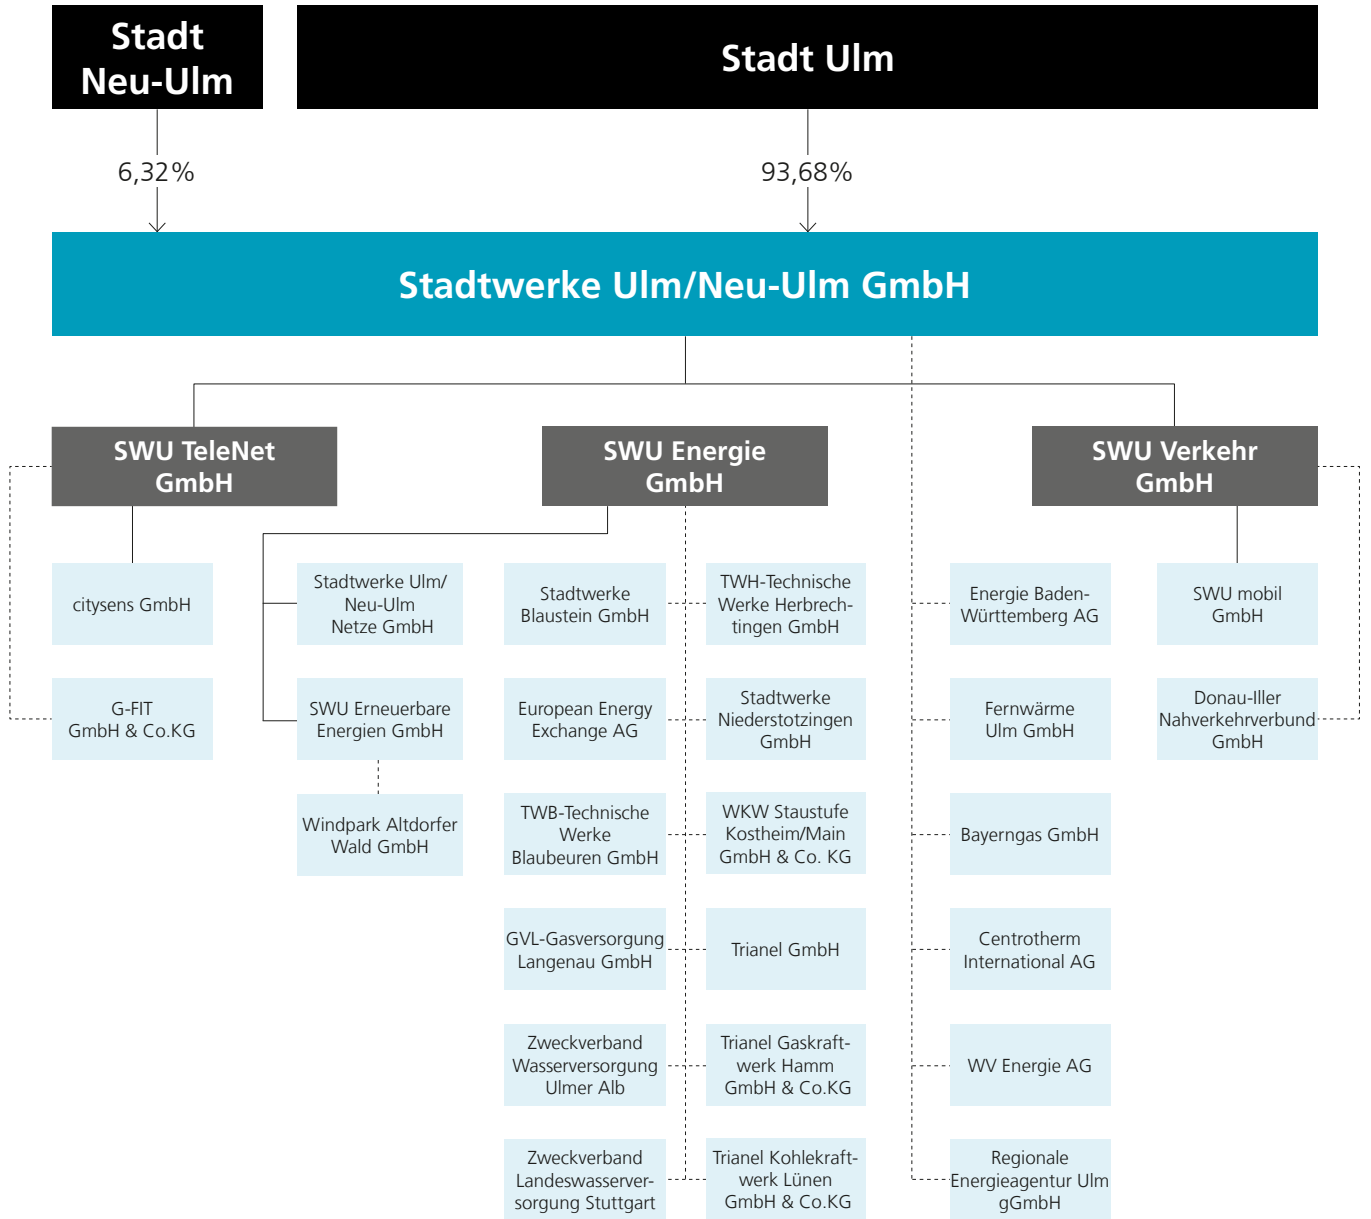 Stadt
Neu-Ulm
Stadt Ulm
6,32%
93,68%
Stadtwerke Ulm/Neu-Ulm GmbH
SWU TeleNet
GmbH
SWU Energie
GmbH
SWU Verkehr
GmbH
citysens GmbH
Stadtwerke Ulm/
Neu-Ulm
Netze GmbH
Stadtwerke
Blaustein GmbH
TWH-Technische
Werke Herbrech-
tingen GmbH
Energie Baden-
Württemberg AG
SWU mobil
GmbH
G-FIT
GmbH & Co.KG
SWU Erneuerbare
Energien GmbH
European Energy
Exchange AG
Stadtwerke
Niederstotzingen
GmbH
Fernwärme
Ulm GmbH
Donau-Iller
Nahverkehrverbund
GmbH
Windpark Altdorfer
Wald GmbH
TWB-Technische
Werke
Blaubeuren GmbH
WKW Staustufe
Kostheim/Main
GmbH & Co. KG
Bayerngas GmbH
GVL-Gasversorgung
Langenau GmbH
Trianel GmbH
Centrotherm
International AG
Zweckverband
Wasserversorgung
Ulmer Alb
Trianel Gaskraft-
werk Hamm
GmbH & Co.KG
WV Energie AG
Zweckverband
Landeswasserver-
sorgung Stuttgart
Trianel Kohlekraft-
werk Lünen
GmbH & Co.KG
Regionale
Energieagentur Ulm
gGmbH